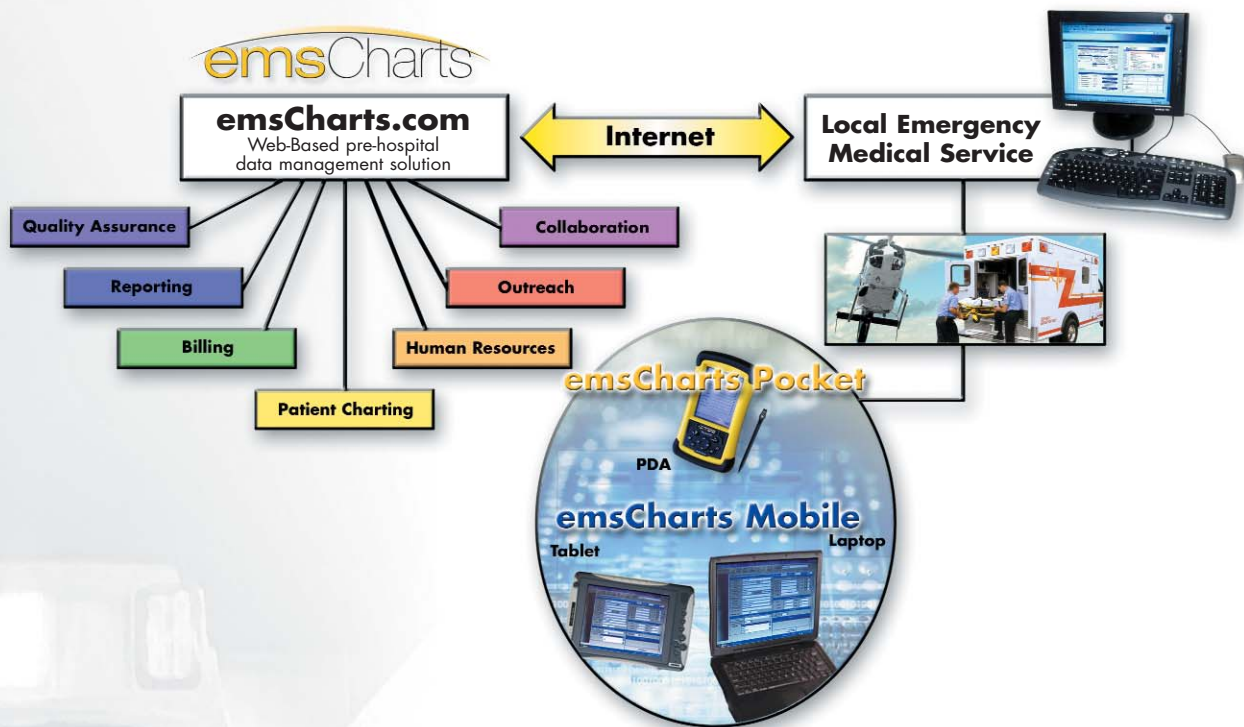 emsCharts
emsCharts.com
Web-Based pre-hospital
data management solution
Internet
Local Emergency
Medical Service
Quality Assurance
Collaboration
Reporting
Outreach
Billing
Human Resources
Patient Charting
emsCharts Pocket
PDA
emsCharts Mobile
Tablet
Laptop